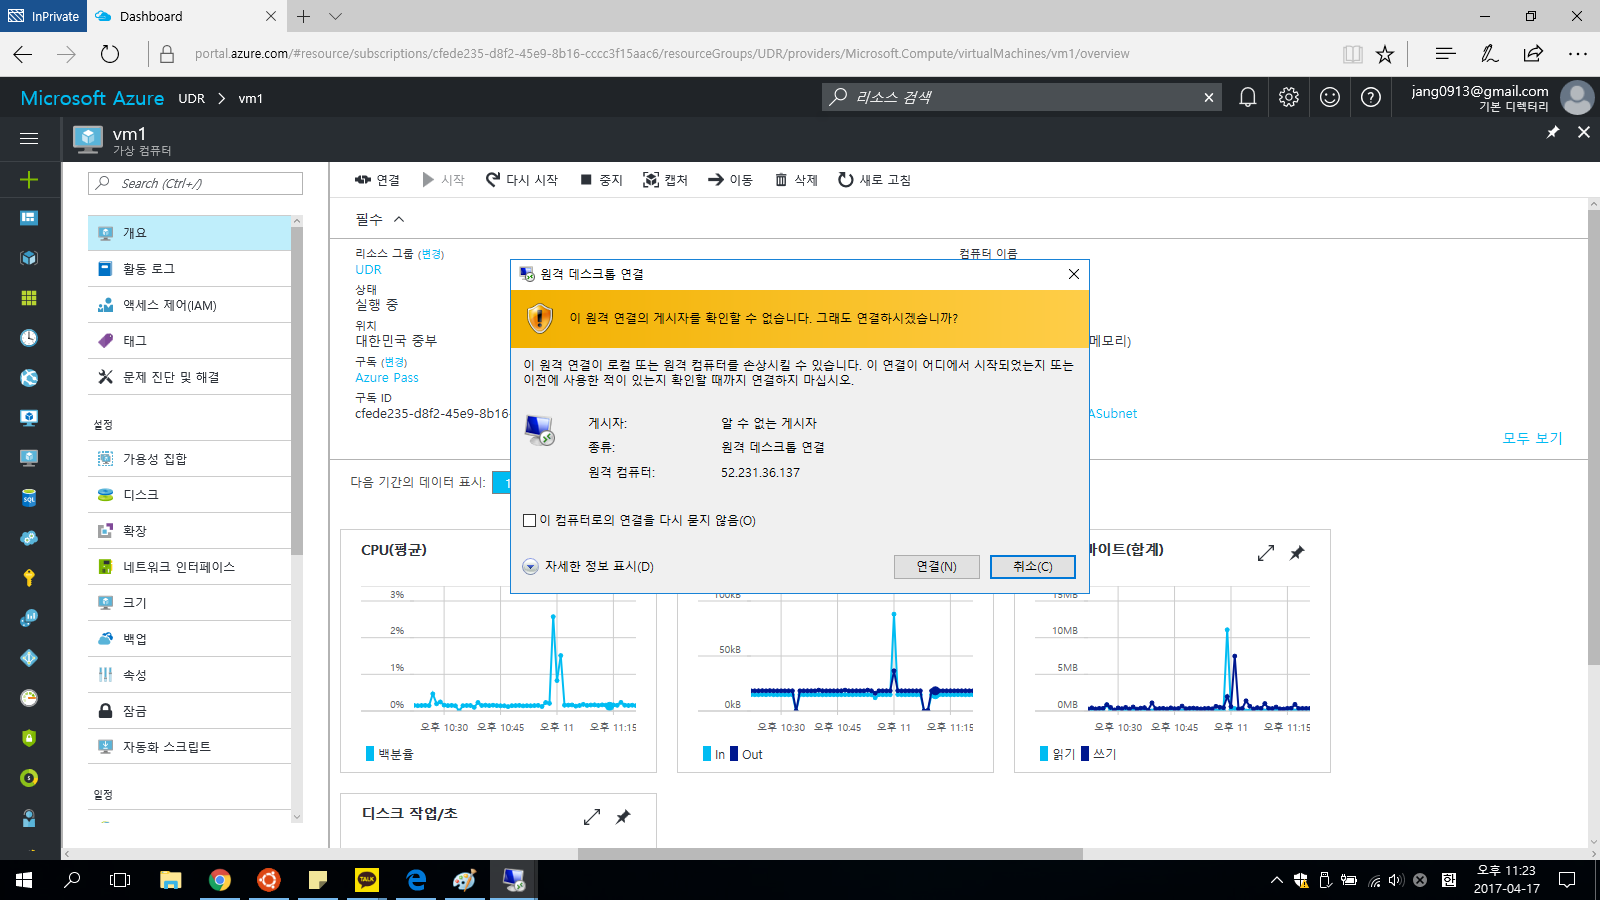 InPrivate
Dashboard
portal.azure.com/#resource/subscriptions/cfede235-d8f2-45e9-8b16-cccc3f15aac6/resourceGroups/UDR/providers/Microsoft.Compute/virtualMachines/vm1/overview
Microsoft Azure UDR > vm1
리소스 검색
jang0913@gmail.com
기본 디렉터리
vm1
가상 컴퓨터
Search (Ctrl+/)
개요
활동 로그
액세스 제어(IAM)
태그
문제 진단 및 해결
설정
가용성 집합
디스크
확장
네트워크 인터페이스
크기
백업
속성
잠금
자동화 스크립트
일정
연결 시작 다시 시작 중지 캡처 이동 삭제 새로 고침
필수
리소스 그룹 (변경)
UDR
상태
실행 중
위치
대한민국 중부
구독 (변경)
Azure Pass
구독 ID
cfede235-d8f2-45e9-8b16-
컴퓨터 이름
메모리)
ASubnet
모두 보기
다음 기간의 데이터 표시: 1
원격 데스크톱 연결
이 원격 연결의 게시자를 확인할 수 없습니다. 그래도 연결하시겠습니까?
이 원격 연결이 로컬 또는 원격 컴퓨터를 손상시킬 수 있습니다. 이 연결이 어디에서 시작되었는지 또는
이전에 사용한 적이 있는지 확인할 때까지 연결하지 마십시오.
게시자: 알 수 없는 게시자
종류: 원격 데스크톱 연결
원격 컴퓨터: 52.231.36.137
이 컴퓨터로의 연결을 다시 묻지 않음(O)
자세한 정보 표시(D)
연결(N)
취소(C)
CPU(평균)
3%
2%
1%
0%
오후 10:30 오후 10:45 오후 11 오후 11:15
백분율
100kB
50kB
0kB
오후 10:30 오후 10:45 오후 11 오후 11:15
In Out
바이트(합계)
15MB
10MB
5MB
0MB
오후 10:30 오후 10:45 오후 11 오후 11:15
읽기 쓰기
디스크 작업/초
SQL
TALK
한
오후 11:23
2017-04-17